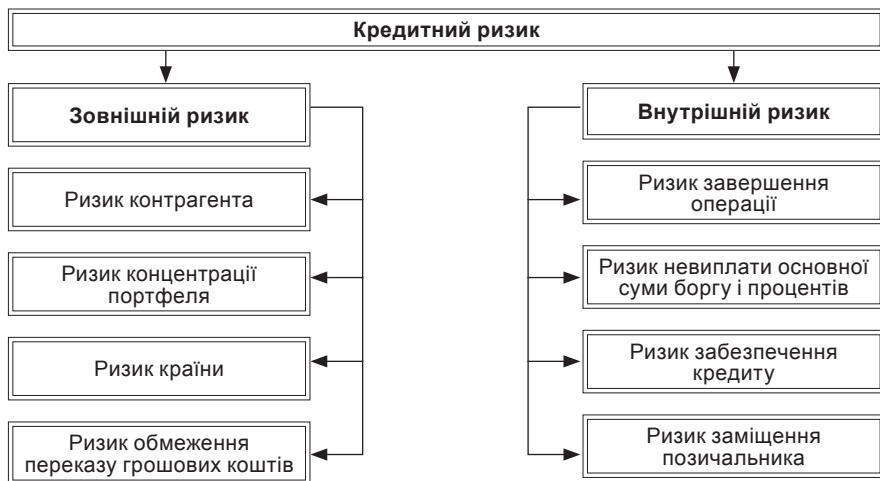 Кредитний ризик
Зовнішній ризик
Ризик контрагента
Ризик концентрації
портфеля
Ризик країни
Ризик обмеження
переказу грошових коштів
Внутрішній ризик
Ризик завершення
операції
Ризик невиплати основної
суми боргу і процентів
Ризик забезпечення
кредиту
Ризик заміщення
позичальника